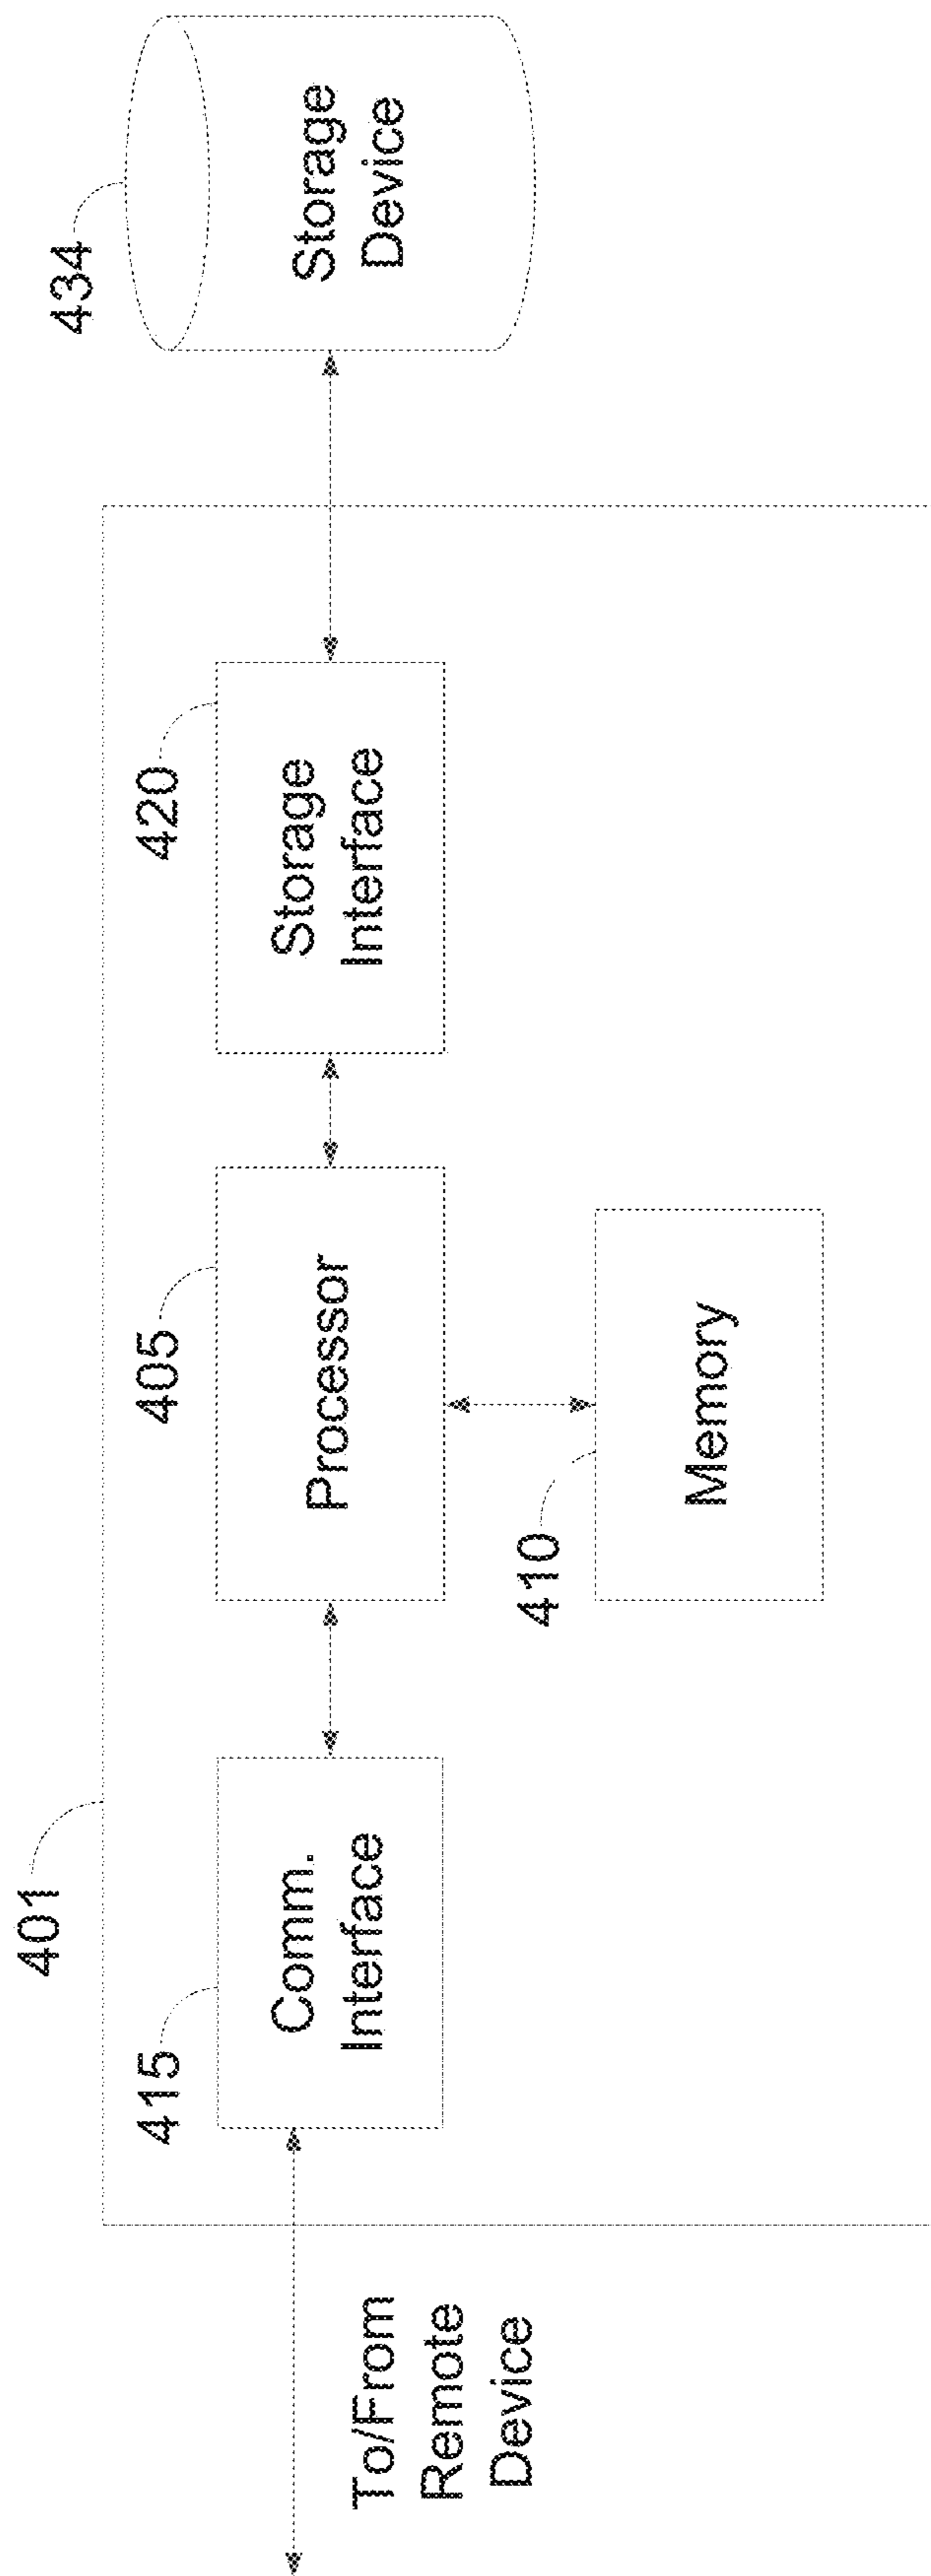 401
415
Comm.
Interface
405
Processor
420
Storage
Interface
434
Storage
Device
410
Memory
To/From
Remote
Device